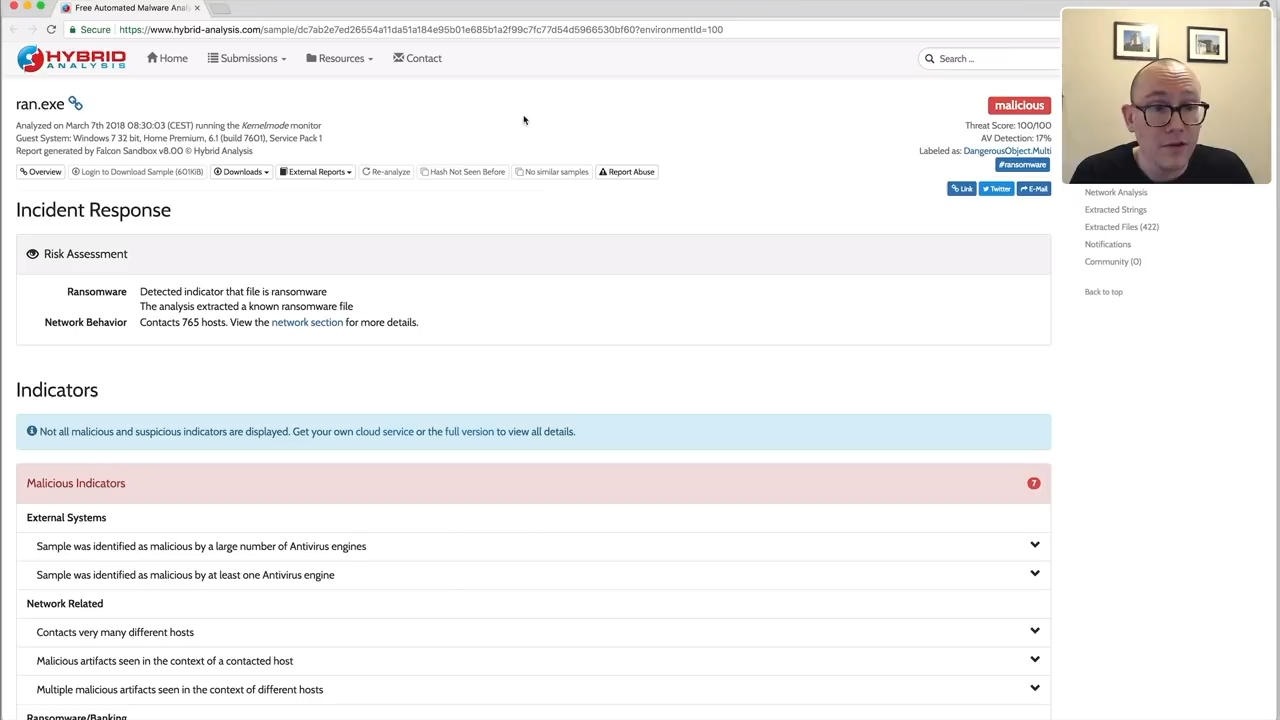 Free Automated Malware Anal
Secure https://www.hybrid-analysis.com/sample/dc7ab2e7ed26554a11da51a184e95b01e685b1a2f99c7fc77d54d5966530bf60?environmentId=100
HYBRID ANALYSIS Home Submissions Resources Contact Search ...
ran.exe
malicious
Analyzed on March 7th 2018 08:30:03 (CEST) running the Kernelmode monitor
Threat Score: 100/100
Guest System: Windows 7 32 bit, Home Premium, 6.1 (build 7601), Service Pack 1
AV Detection: 17%
Report generated by Falcon Sandbox v8.00 © Hybrid Analysis
Labeled as: DangerousObject.Multi
#ransomware
Overview Login to Download Sample (601KiB) Downloads External Reports Re-analyze Hash Not Seen Before No similar samples Report Abuse
Link Twitter E-Mail
Network Analysis
Extracted Strings
Extracted Files (422)
Notifications
Community (0)
Back to top
Incident Response
Risk Assessment
Ransomware Detected indicator that file is ransomware
The analysis extracted a known ransomware file
Network Behavior Contacts 765 hosts. View the network section for more details.
Indicators
Not all malicious and suspicious indicators are displayed. Get your own cloud service or the full version to view all details.
Malicious Indicators 7
External Systems
Sample was identified as malicious by a large number of Antivirus engines
Sample was identified as malicious by at least one Antivirus engine
Network Related
Contacts very many different hosts
Malicious artifacts seen in the context of a contacted host
Multiple malicious artifacts seen in the context of different hosts
Ransomware/Banking